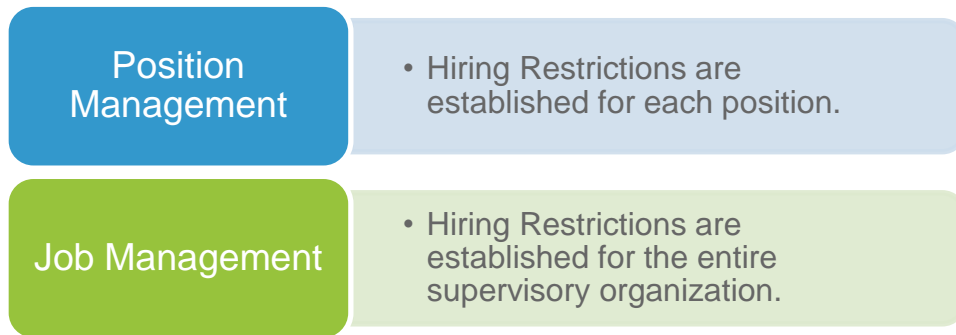 Position
Management
• Hiring Restrictions are
established for each position.
Job Management
• Hiring Restrictions are
established for the entire
supervisory organization.